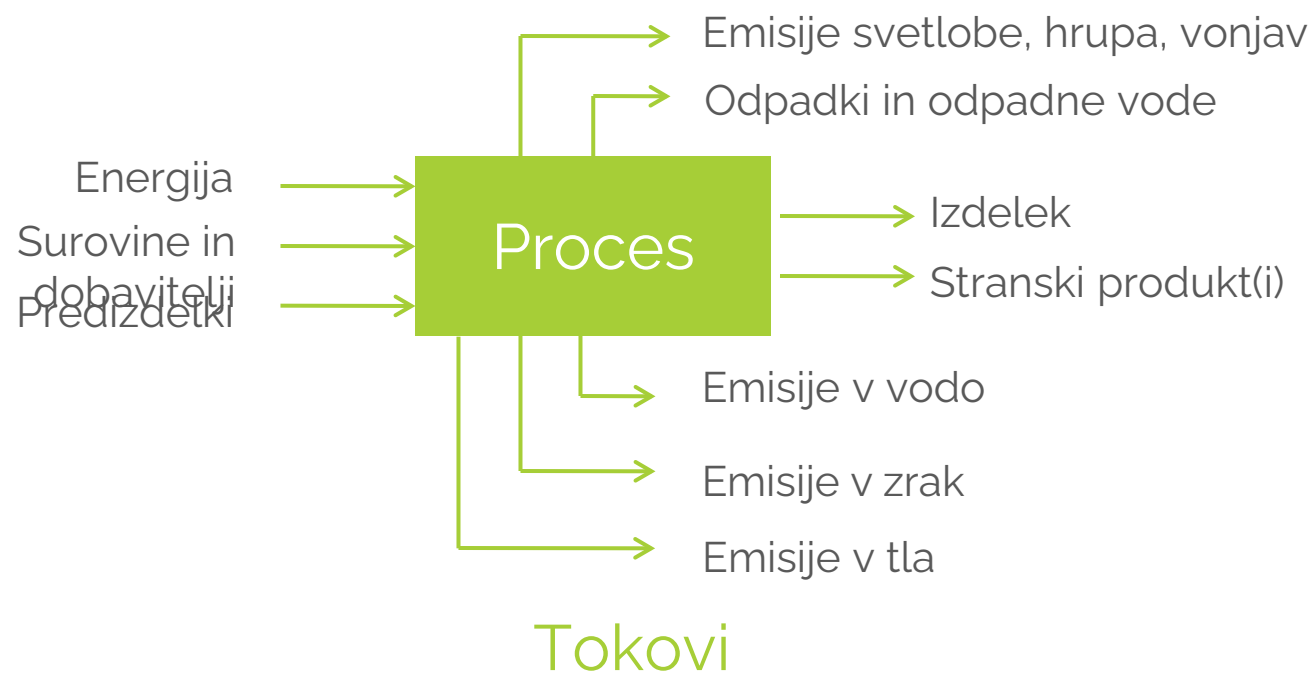 Emisije svetlobe, hrupa, vonjav
Odpadki in odpadne vode
Energija
Surovine in
dobavitelji
Predizdelki
Proces
Izdelek
Stranski produkt(i)
Emisije v vodo
Emisije v zrak
Emisije v tla
Tokovi